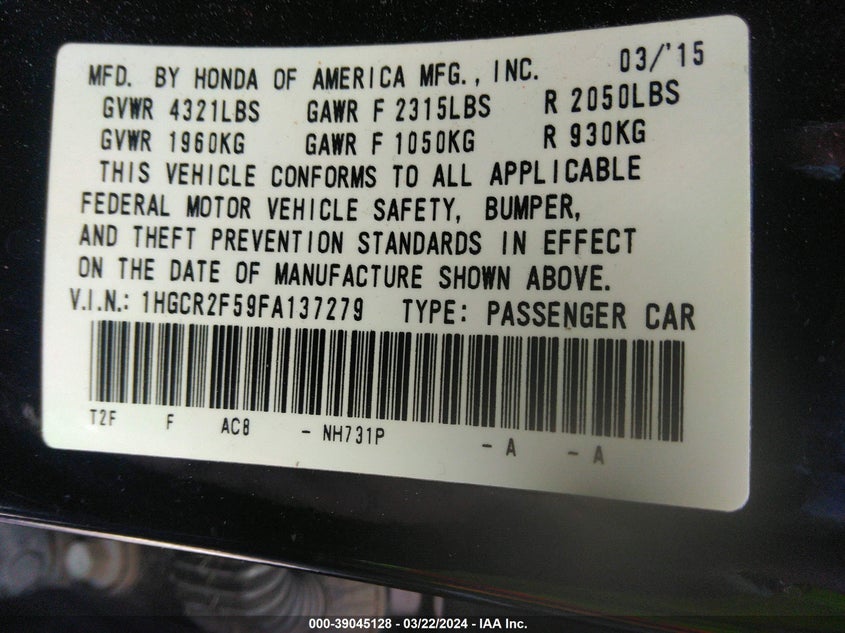 MFD. BY HONDA OF AMERICA MFG., INC. 03/'15
GVWR 4321LBS GAWR F 2315LBS R 2050LBS
GVWR 1960KG GAWR F 1050KG R 930KG
THIS VEHICLE CONFORMS TO ALL APPLICABLE
FEDERAL MOTOR VEHICLE SAFETY, BUMPER,
AND THEFT PREVENTION STANDARDS IN EFFECT
ON THE DATE OF MANUFACTURE SHOWN ABOVE.
V.I.N.: 1HGCR2F59FA137279 TYPE: PASSENGER CAR
T2F F AC8 - NH731P - A - A
000-39045128 - 03/22/2024 - IAA Inc.